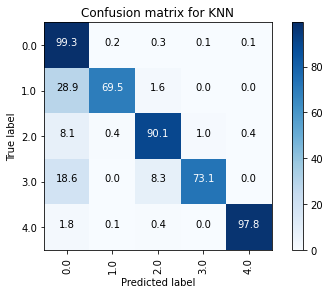 Confusion matrix for KNN
0.0 99.3 0.2 0.3 0.1 0.1
1.0 28.9 69.5 1.6 0.0 0.0
2.0 8.1 0.4 90.1 1.0 0.4
3.0 18.6 0.0 8.3 73.1 0.0
4.0 1.8 0.1 0.4 0.0 97.8
True label
0.0 1.0 2.0 3.0 4.0
Predicted label
80
60
40
20
0